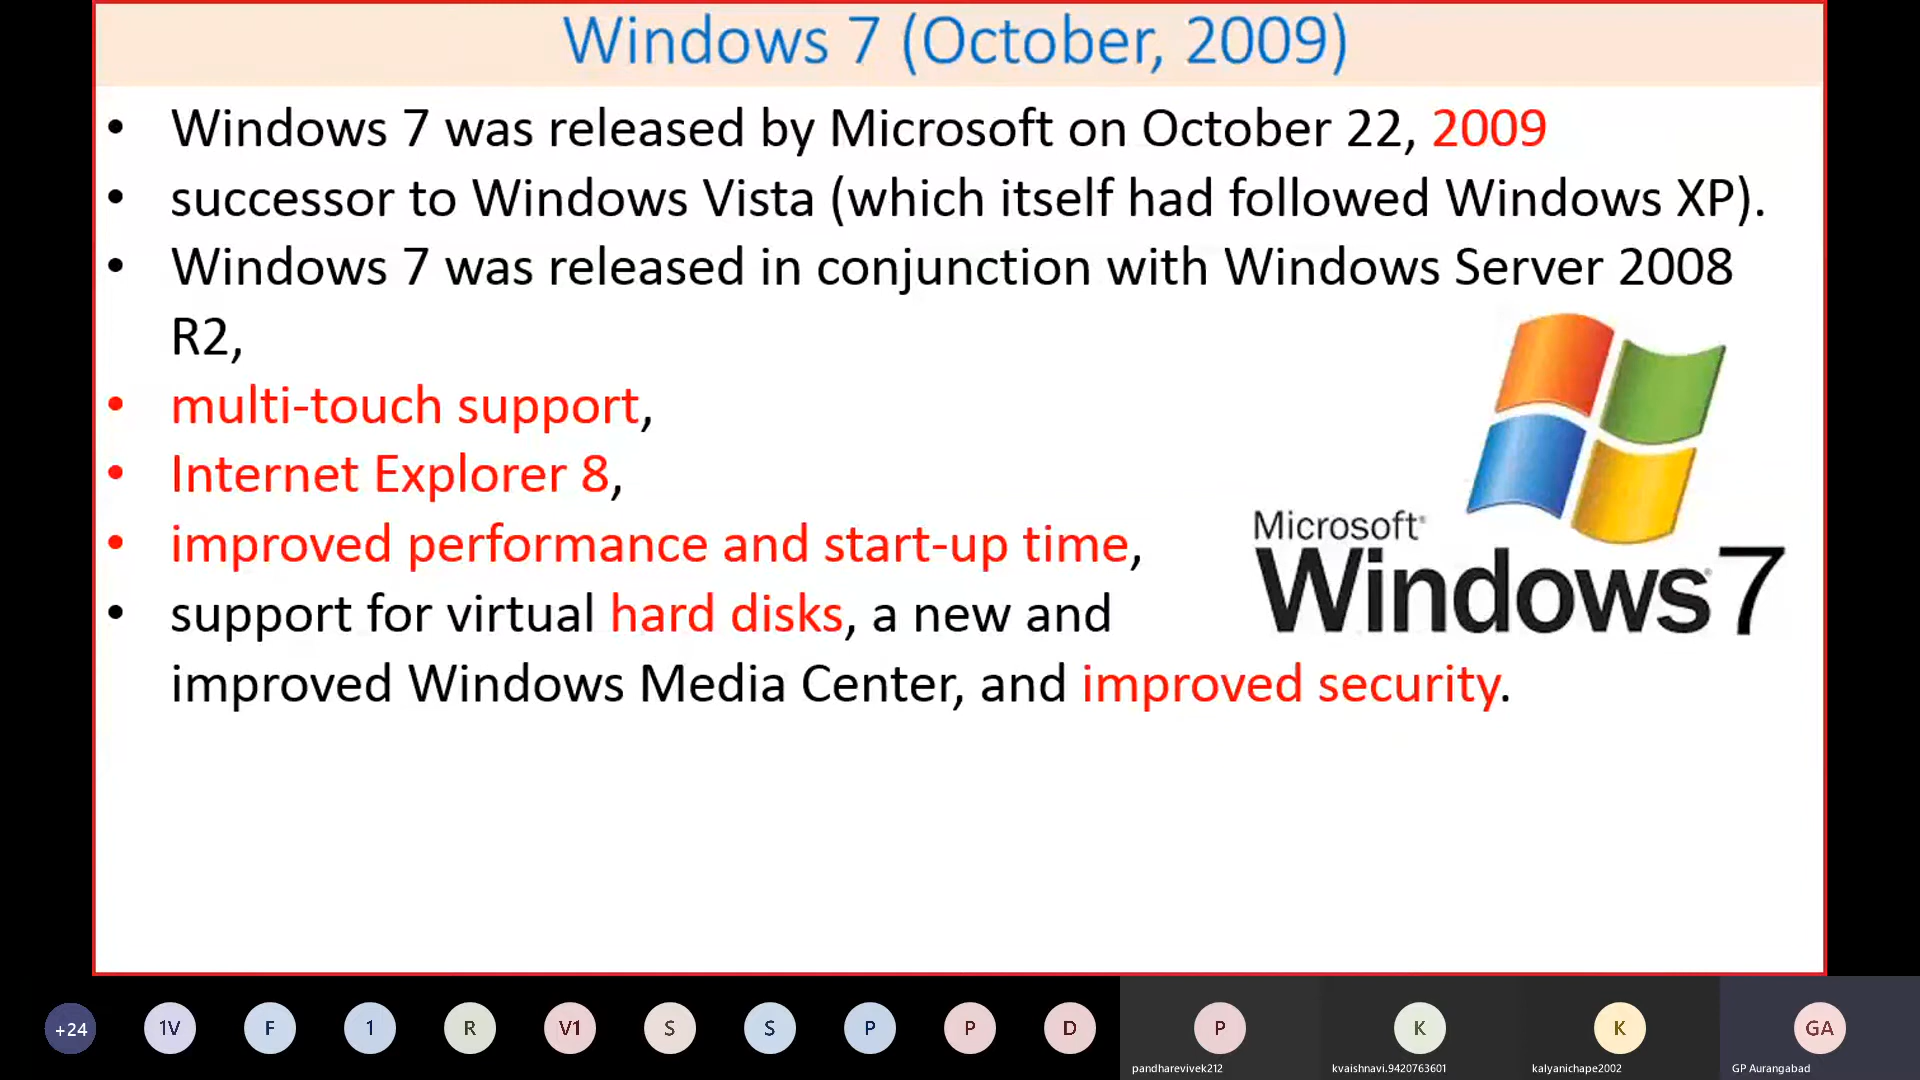 Windows 7 (October, 2009)
• Windows 7 was released by Microsoft on October 22, 2009
• successor to Windows Vista (which itself had followed Windows XP).
• Windows 7 was released in conjunction with Windows Server 2008
R2,
• multi-touch support,
• Internet Explorer 8,
• improved performance and start-up time,
• support for virtual hard disks, a new and
improved Windows Media Center, and improved security.
Microsoft®
Windows® 7
+24 1V F 1 R V1 S S P P D P K K GA
pandharevivek212 kvaishnavi.9420763601 kalyanichape2002 GP Aurangabad